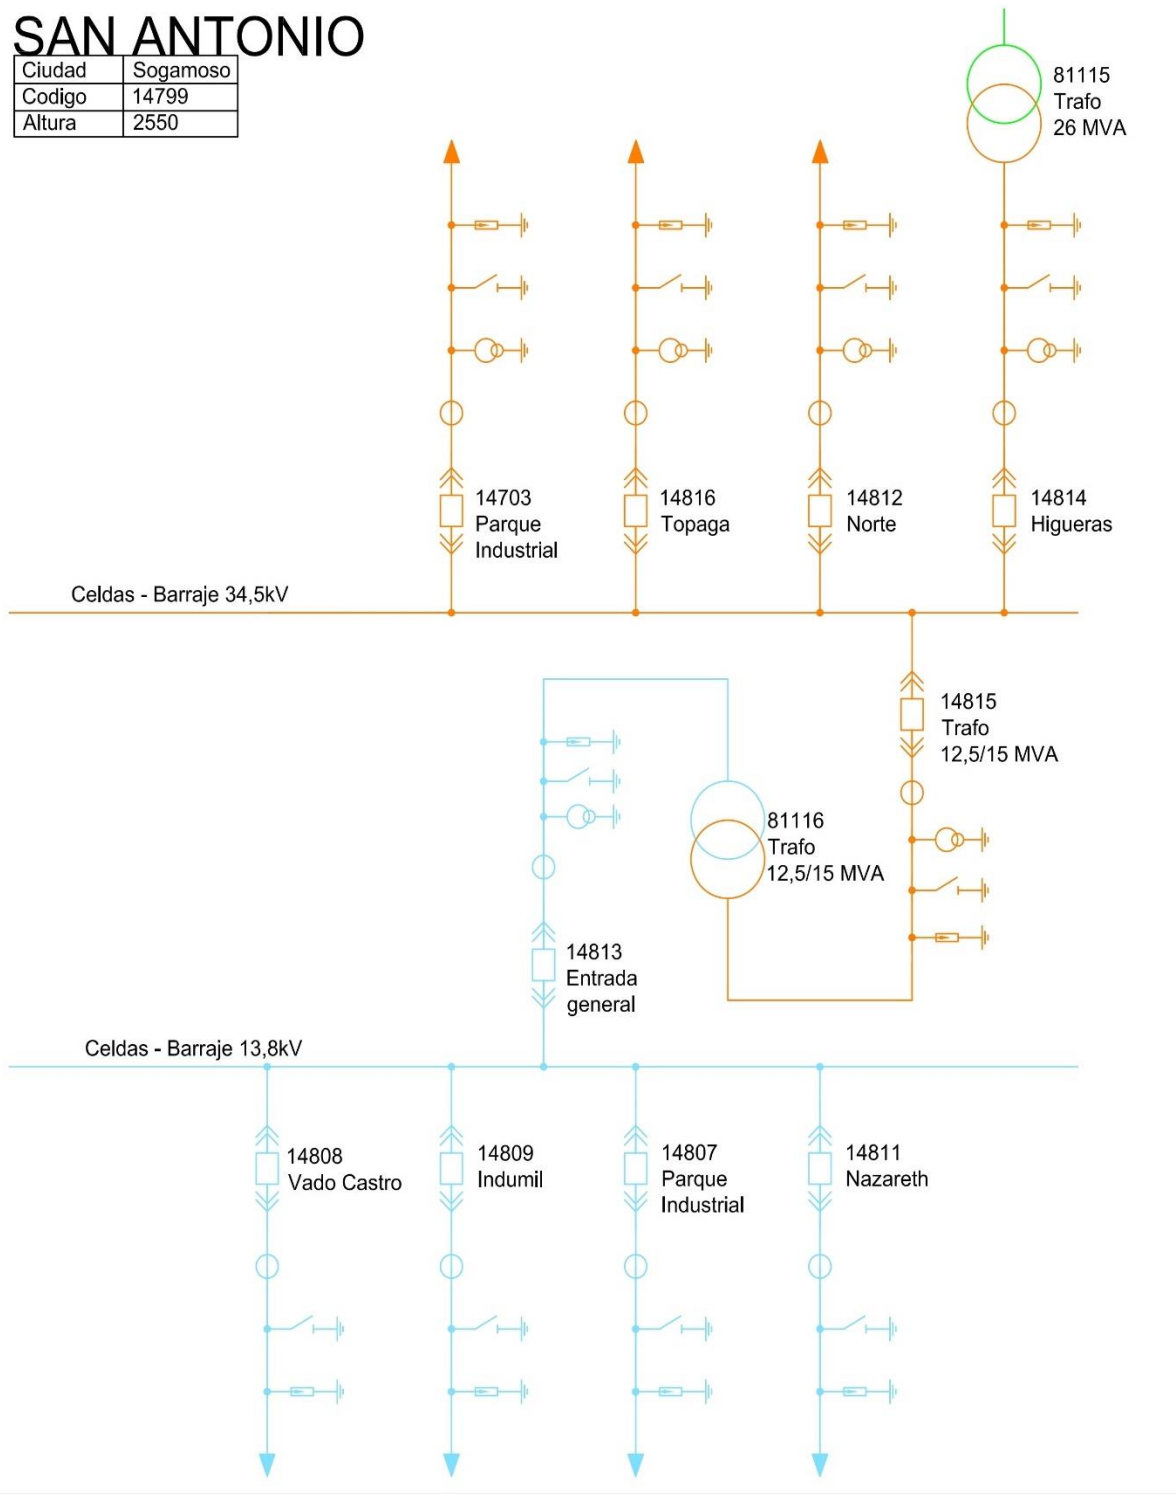 SAN ANTONIO
Ciudad Sogamoso
Codigo 14799
Altura 2550
81115
Trafo
26 MVA
14703
Parque
Industrial
14816
Topaga
14812
Norte
14814
Higueras
Celdas - Barraje 34,5kV
14815
Trafo
12,5/15 MVA
81116
Trafo
12,5/15 MVA
14813
Entrada
general
Celdas - Barraje 13,8kV
14808
Vado Castro
14809
Indumil
14807
Parque
Industrial
14811
Nazareth